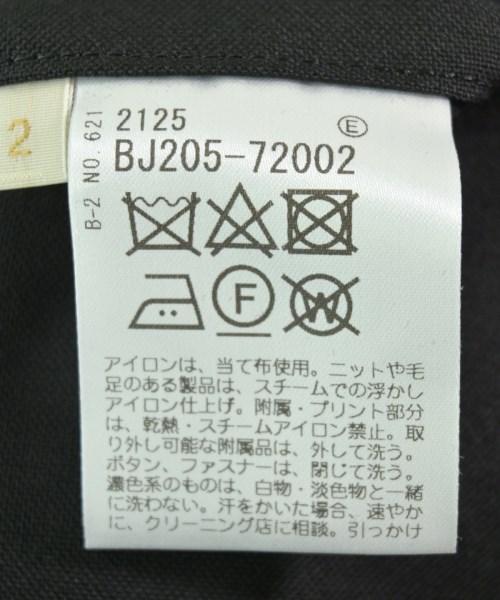 2
B-2 NO.621
2125
E
BJ205-72002
F
W
アイロンは、当て布使用。ニットや毛
足のある製品は、スチームでの浮かし
アイロン仕上げ。附属・プリント部分
は、乾熱・スチームアイロン禁止。取
り外し可能な附属品は、外して洗う。
ボタン、ファスナーは、閉じて洗う。
濃色系のものは、白物・淡色物と一緒
に洗わない。汗をかいた場合、速やか
に、クリーニング店に相談。引っかけ